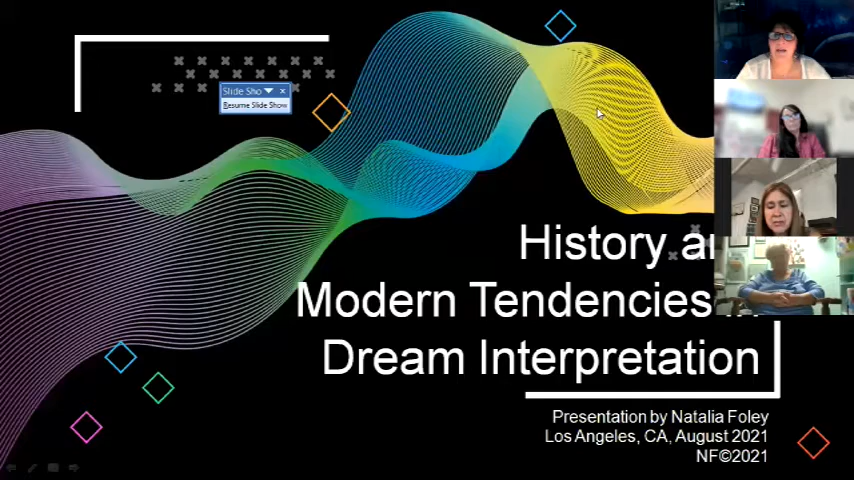 Slide Sho
Resume Slide Show
History a
Modern Tendencies
Dream Interpretation
Presentation by Natalia Foley
Los Angeles, CA, August 2021
NF©2021